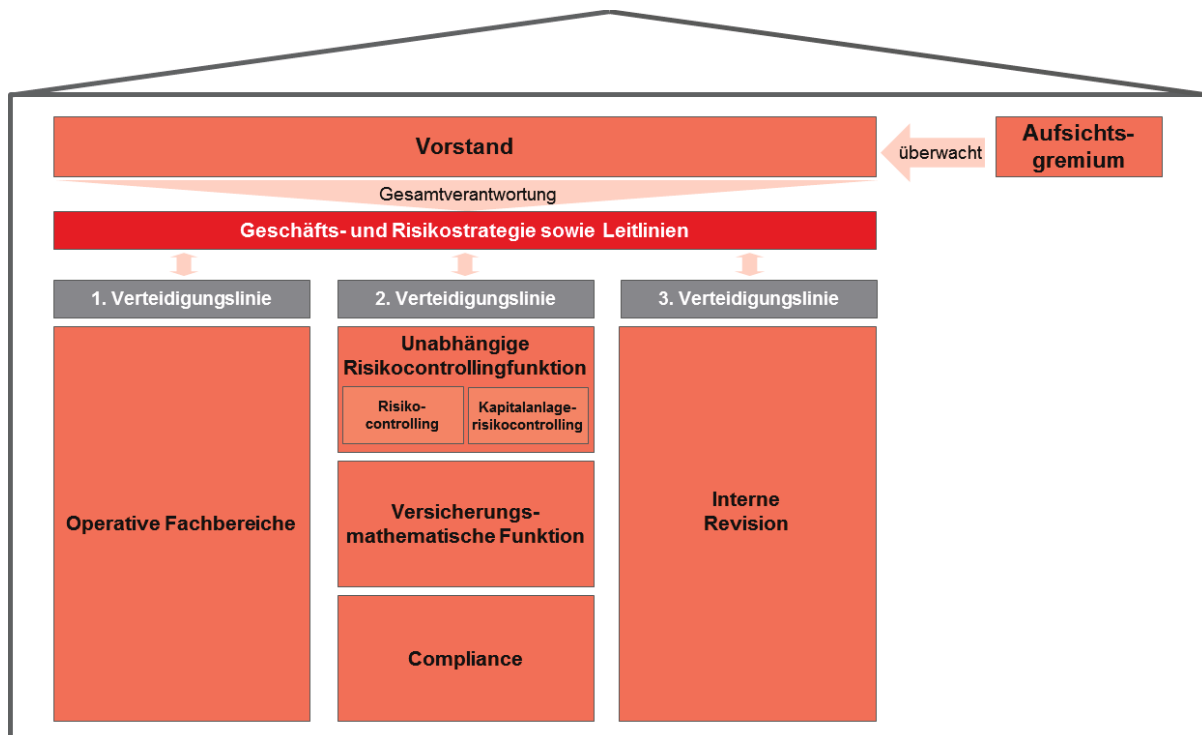 Vorstand
überwacht
Aufsichts-
gremium
Gesamtverantwortung
Geschäfts- und Risikostrategie sowie Leitlinien
1. Verteidigungslinie
2. Verteidigungslinie
3. Verteidigungslinie
Operative Fachbereiche
Unabhängige
Risikocontrollingfunktion
Risiko-
controlling
Kapitalanlage-
risikocontrolling
Versicherungs-
mathematische Funktion
Compliance
Interne
Revision